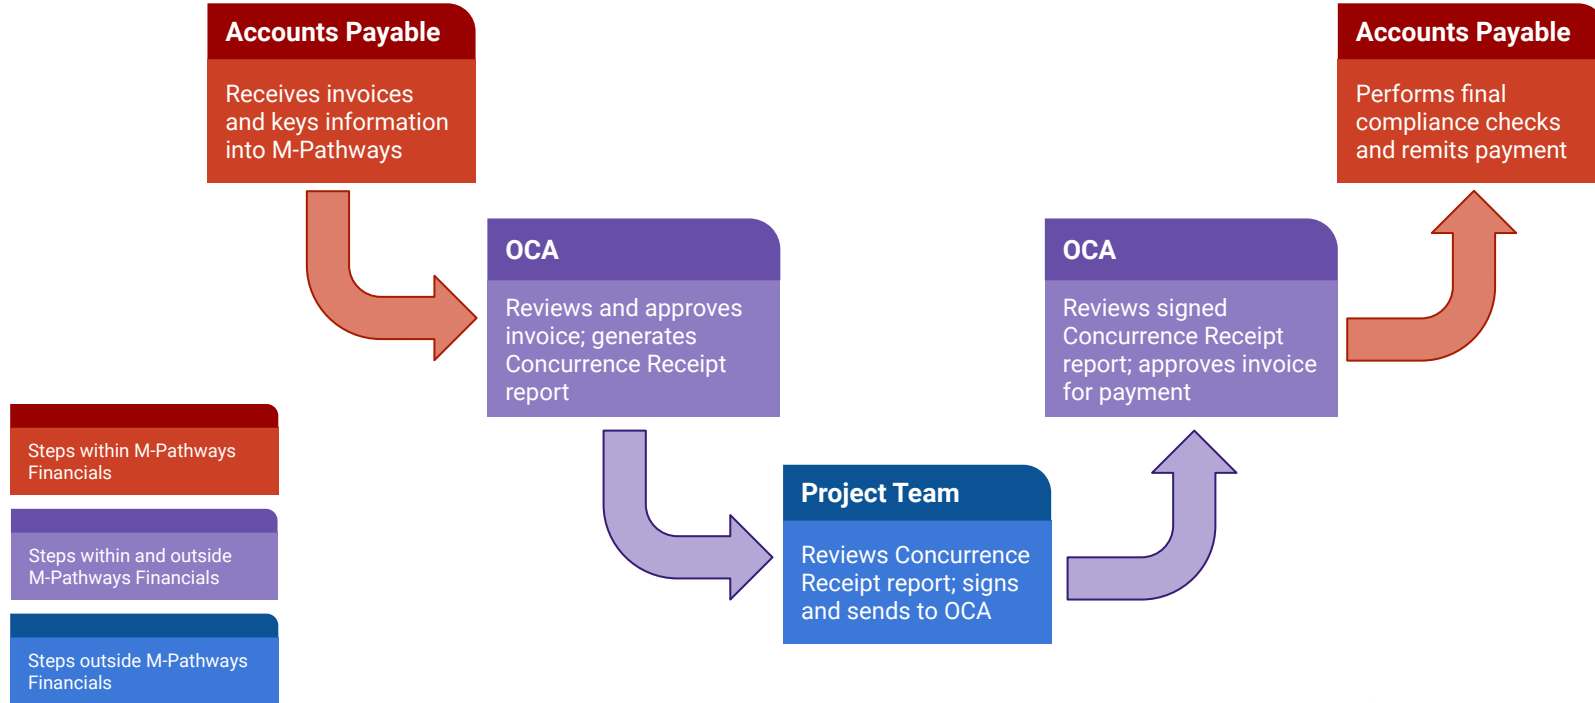 Accounts Payable
Receives invoices
and keys information
into M-Pathways
OCA
Reviews and approves
invoice; generates
Concurrence Receipt
report
Project Team
Reviews Concurrence
Receipt report; signs
and sends to OCA
OCA
Reviews signed
Concurrence Receipt
report; approves invoice
for payment
Accounts Payable
Performs final
compliance checks
and remits payment
Steps within M-Pathways
Financials
Steps within and outside
M-Pathways Financials
Steps outside M-Pathways
Financials